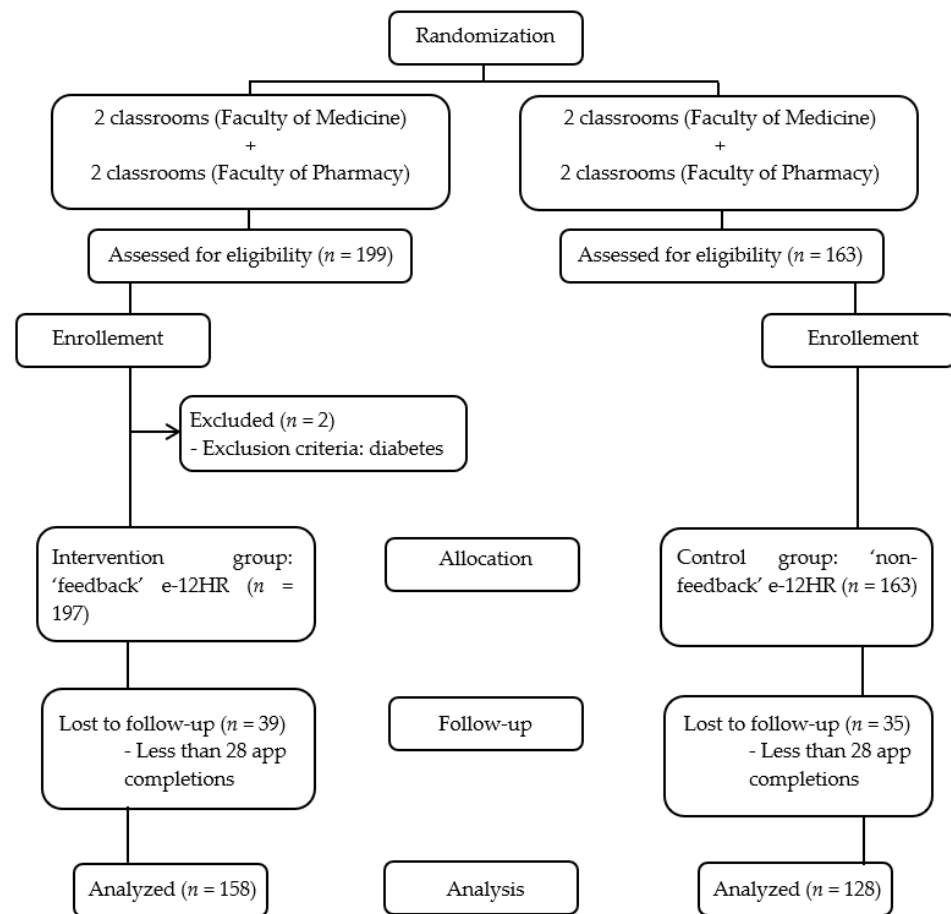 Randomization
2 classrooms (Faculty of Medicine)
+
2 classrooms (Faculty of Pharmacy)
2 classrooms (Faculty of Medicine)
+
2 classrooms (Faculty of Pharmacy)
Assessed for eligibility (n = 199)
Assessed for eligibility (n = 163)
Enrollement
Enrollement
Excluded (n = 2)
- Exclusion criteria: diabetes
Intervention group:
‘feedback’ e-12HR (n =
197)
Allocation
Control group: ‘non-
feedback’ e-12HR (n = 163)
Lost to follow-up (n = 39)
- Less than 28 app
completions
Follow-up
Lost to follow-up (n = 35)
- Less than 28 app
completions
Analyzed (n = 158)
Analysis
Analyzed (n = 128)